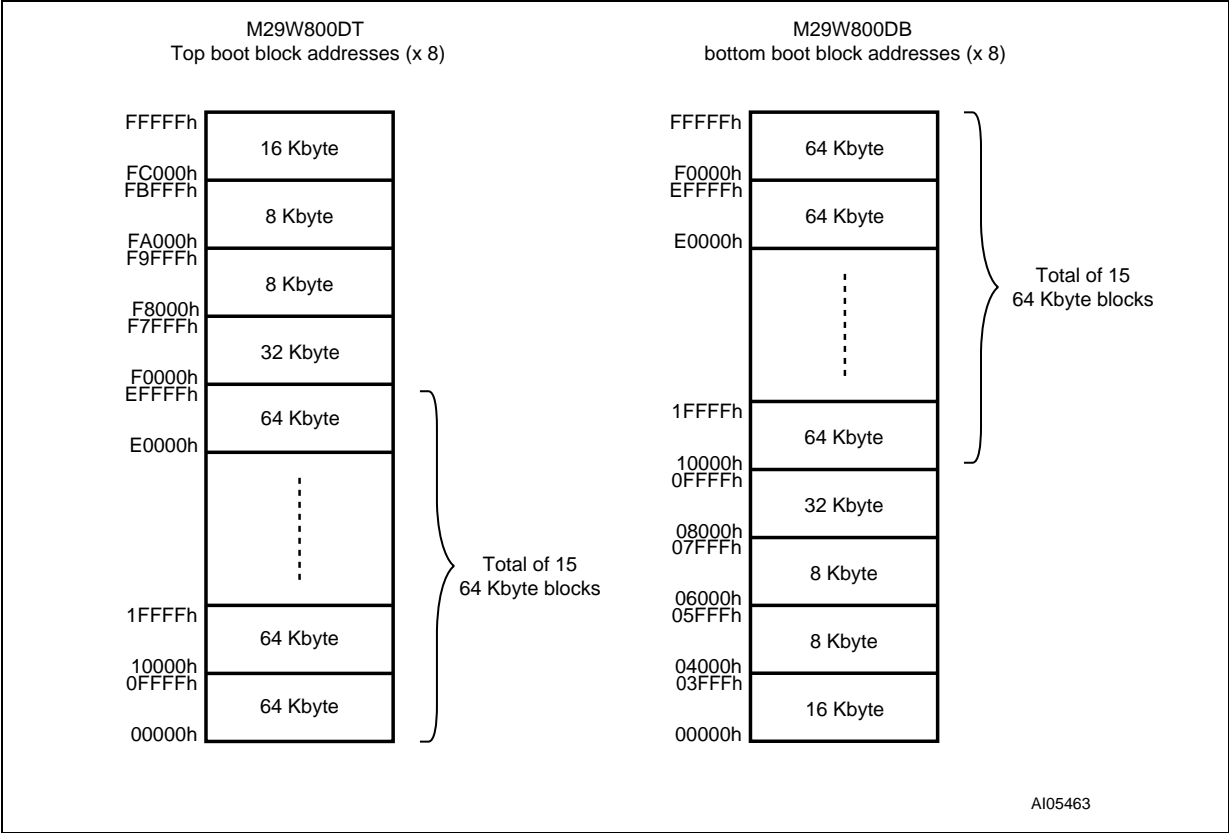 M29W800DT
Top boot block addresses (x 8)
FFFFFh
16 Kbyte
FC000h
FBFFFh
8 Kbyte
FA000h
F9FFFh
8 Kbyte
F8000h
F7FFFh
32 Kbyte
F0000h
EFFFFh
64 Kbyte
E0000h
Total of 15
64 Kbyte blocks
1FFFFh
64 Kbyte
10000h
0FFFFh
64 Kbyte
00000h
M29W800DB
bottom boot block addresses (x 8)
FFFFFh
64 Kbyte
F0000h
EFFFFh
64 Kbyte
E0000h
Total of 15
64 Kbyte blocks
1FFFFh
64 Kbyte
10000h
0FFFFh
32 Kbyte
08000h
07FFFh
8 Kbyte
06000h
05FFFh
8 Kbyte
04000h
03FFFh
16 Kbyte
00000h
AI05463